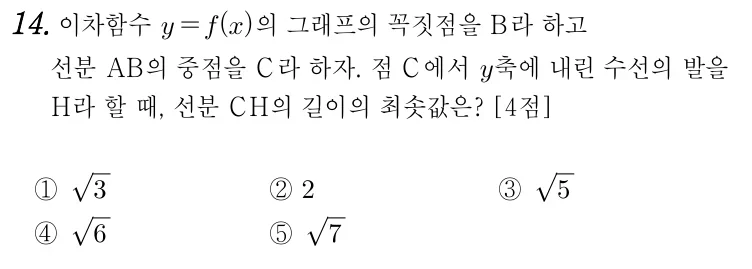 14. 이차함수 y=f(x)의 그래프의 꼭짓점을 B라 하고
선분 AB의 중점을 C라 하자. 점 C에서 y축에 내린 수선의 발을
H라 할 때, 선분 CH의 길이의 최솟값은? [4점]
① √3 ② 2 ③ √5
④ √6 ⑤ √7